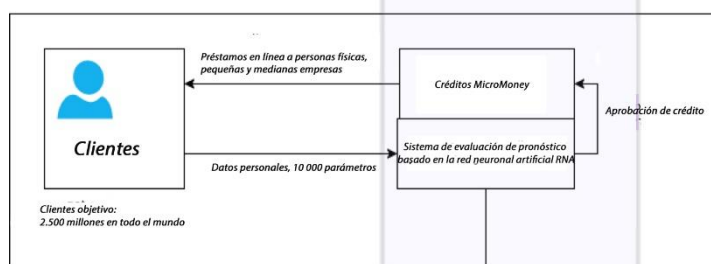 Préstamos en línea a personas físicas,
pequeñas y medianas empresas
Créditos MicroMoney
Aprobación de crédito
Clientes
Sistema de evaluación de pronóstico
basado en la red neuronal artificial RNA
Datos personales, 10 000 parámetros
Clientes objetivo:
2.500 millones en todo el mundo